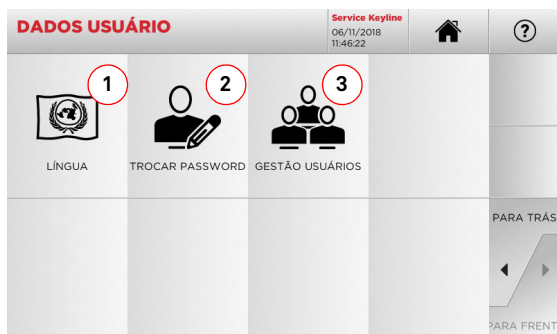 DADOS USUÁRIO
Service Keyline
06/11/2018
11:46:22
?
1
2
3
LÍNGUA
TROCAR PASSWORD
GESTÃO USUÁRIOS
PARA TRÁS
PARA FRENT